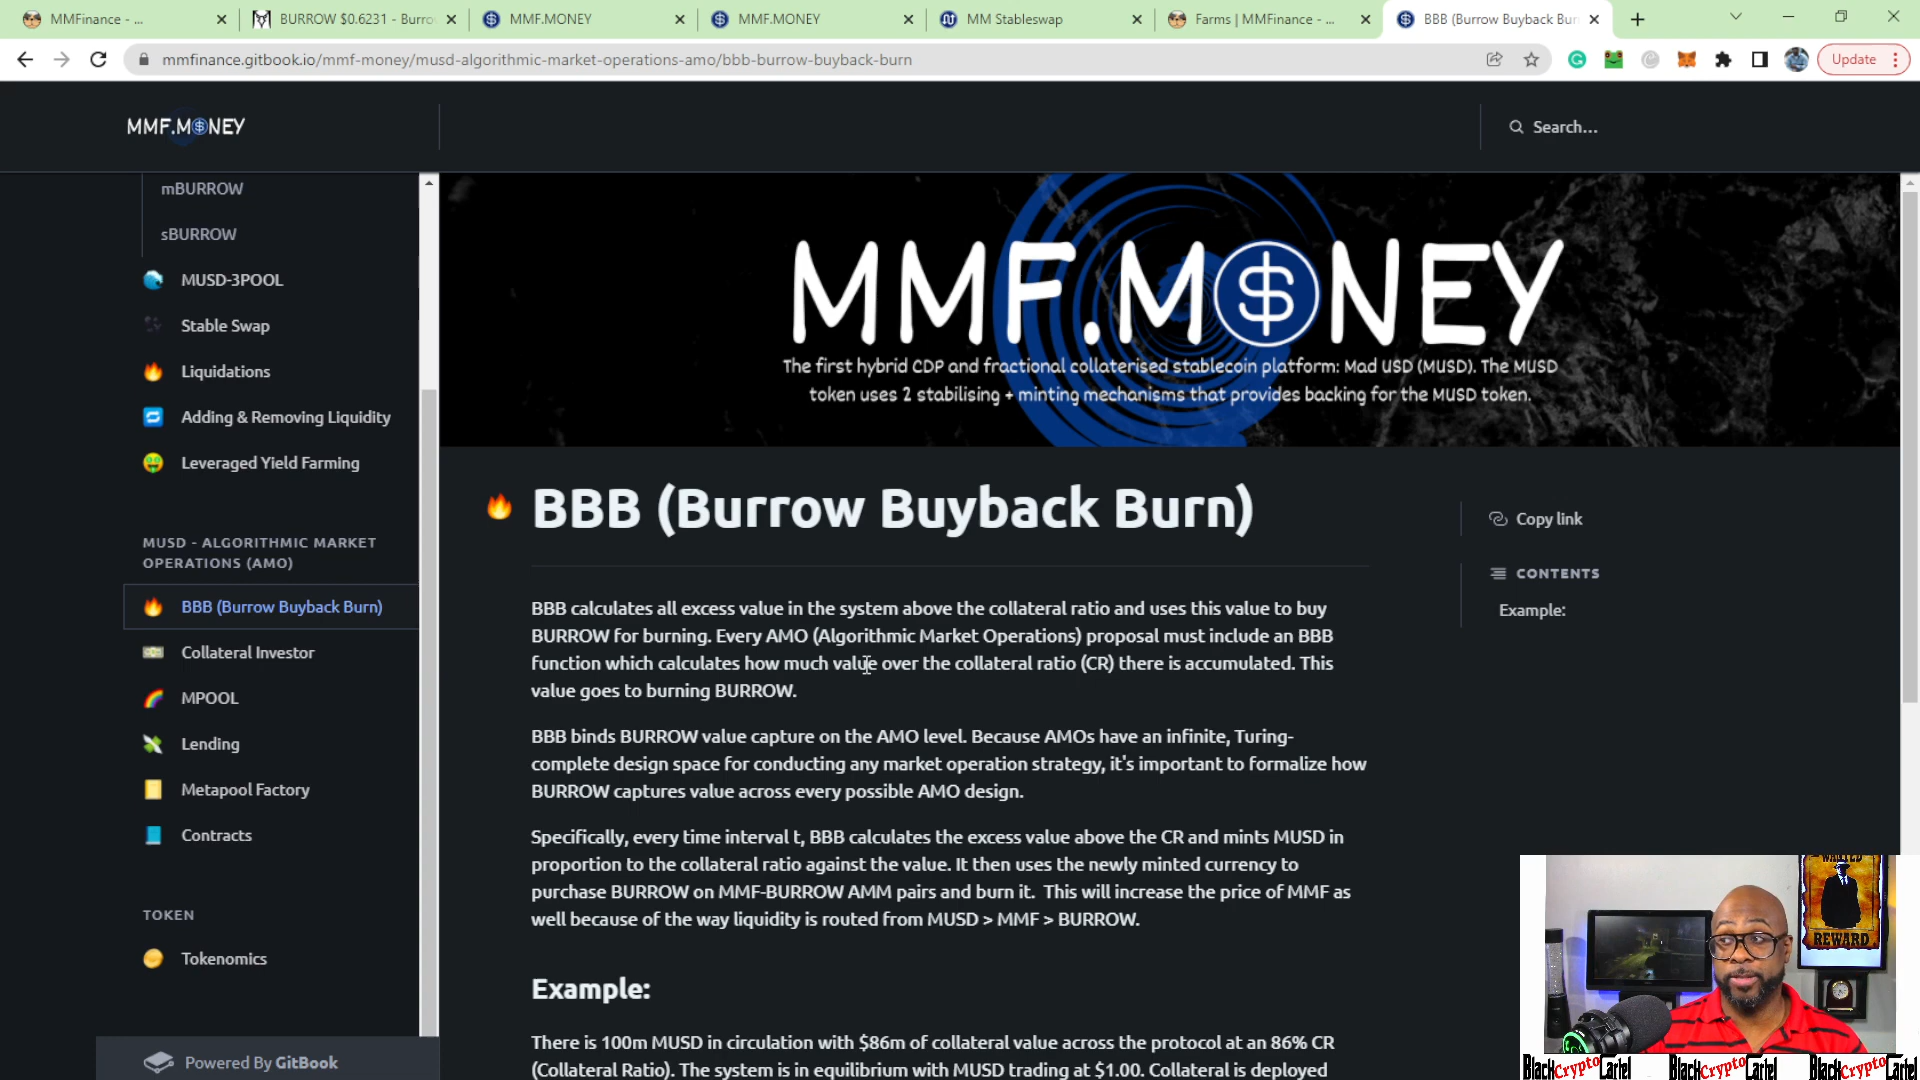 MMFinance - ...
BURROW $0.6231 - Burro
MMF.MONEY
MMF.MONEY
MM Stableswap
Farms | MMFinance - ...
BBB (Burrow Buyback Bur
mmfinance.gitbook.io/mmf-money/musd-algorithmic-market-operations-amo/bbb-burrow-buyback-burn
Update
MMF.MONEY
Search...
mBURROW
sBURROW
MUSD-3POOL
Stable Swap
Liquidations
Adding & Removing Liquidity
Leveraged Yield Farming
MUSD - ALGORITHMIC MARKET
OPERATIONS (AMO)
BBB (Burrow Buyback Burn)
Collateral Investor
MPOOL
Lending
Metapool Factory
Contracts
TOKEN
Tokenomics
Powered By GitBook
MMF.MONEY
The first hybrid CDP and fractional collaterised stablecoin platform: Mad USD (MUSD). The MUSD
token uses 2 stabilising + minting mechanisms that provides backing for the MUSD token.
BBB (Burrow Buyback Burn)
BBB calculates all excess value in the system above the collateral ratio and uses this value to buy
BURROW for burning. Every AMO (Algorithmic Market Operations) proposal must include an BBB
function which calculates how much value over the collateral ratio (CR) there is accumulated. This
value goes to burning BURROW.
BBB binds BURROW value capture on the AMO level. Because AMOs have an infinite, Turing-
complete design space for conducting any market operation strategy, it's important to formalize how
BURROW captures value across every possible AMO design.
Specifically, every time interval t, BBB calculates the excess value above the CR and mints MUSD in
proportion to the collateral ratio against the value. It then uses the newly minted currency to
purchase BURROW on MMF-BURROW AMM pairs and burn it. This will increase the price of MMF as
well because of the way liquidity is routed from MUSD > MMF > BURROW.
Example:
There is 100m MUSD in circulation with $86m of collateral value across the protocol at an 86% CR
(Collateral Ratio). The system is in equilibrium with MUSD trading at $1.00. Collateral is deployed
Copy link
CONTENTS
Example:
WANTED
REWARD
BlackCryptoCartel
BlackCryptoCartel
BlackCryptoCartel